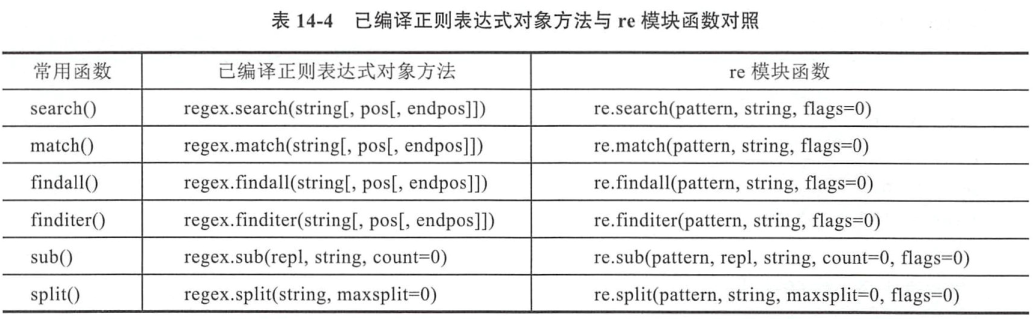 表 14-4 已编译正则表达式对象方法与 re 模块函数对照
常用函数 已编译正则表达式对象方法 re 模块函数
search() regex.search(string[, pos[, endpos]]) re.search(pattern, string, flags=0)
match() regex.match(string[, pos[, endpos]]) re.match(pattern, string, flags=0)
findall() regex.findall(string[, pos[, endpos]]) re.findall(pattern, string, flags=0)
finditer() regex.finditer(string[, pos[, endpos]]) re.finditer(pattern, string, flags=0)
sub() regex.sub(repl, string, count=0) re.sub(pattern, repl, string, count=0, flags=0)
split() regex.split(string, maxsplit=0) re.split(pattern, string, maxsplit=0, flags=0)